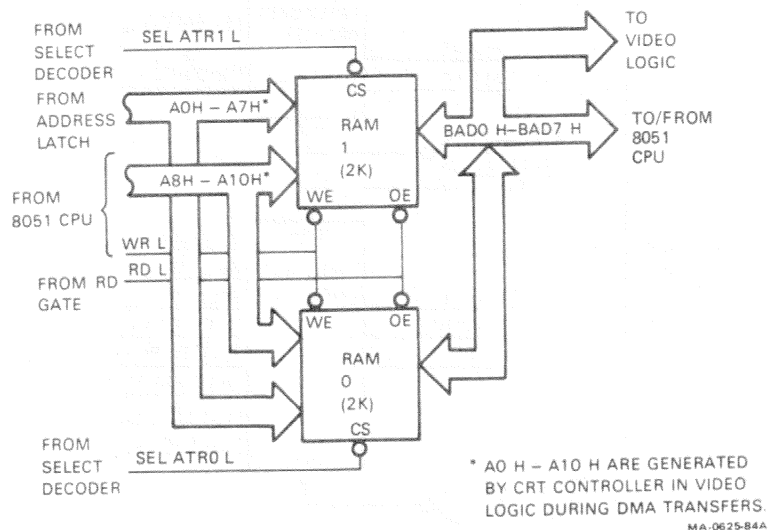 FROM
SELECT
DECODER
SEL ATR1 L
TO
VIDEO
LOGIC
FROM
ADDRESS
LATCH
A0H – A7H*
CS
RAM
1
(2K)
WE
OE
BAD0 H–BAD7 H
TO/FROM
8051
CPU
FROM
8051 CPU
A8H – A10H*
WR L
RD L
FROM RD
GATE
WE
OE
RAM
0
(2K)
CS
FROM
SELECT
DECODER
SEL ATR0 L
* A0 H – A10 H ARE GENERATED
BY CRT CONTROLLER IN VIDEO
LOGIC DURING DMA TRANSFERS.
MA-0625-84A